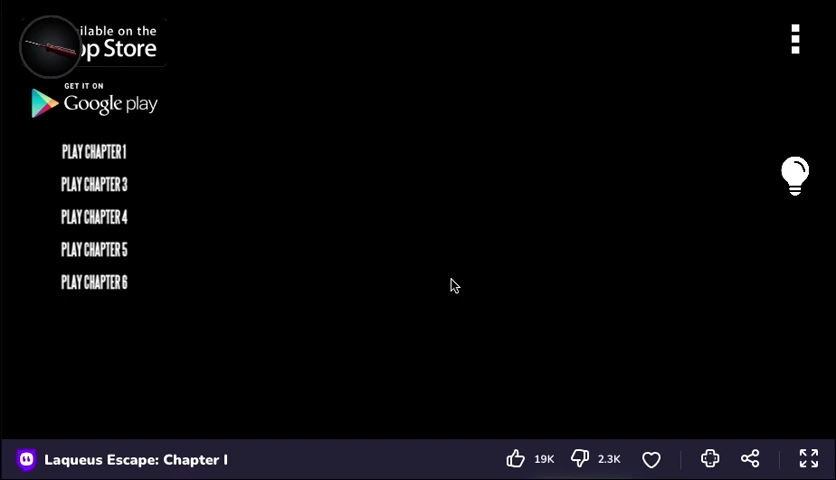 ilable on the
pp Store
GET IT ON
Google play
PLAY CHAPTER 1
PLAY CHAPTER 3
PLAY CHAPTER 4
PLAY CHAPTER 5
PLAY CHAPTER 6
Laqueus Escape: Chapter I
19K
2.3K